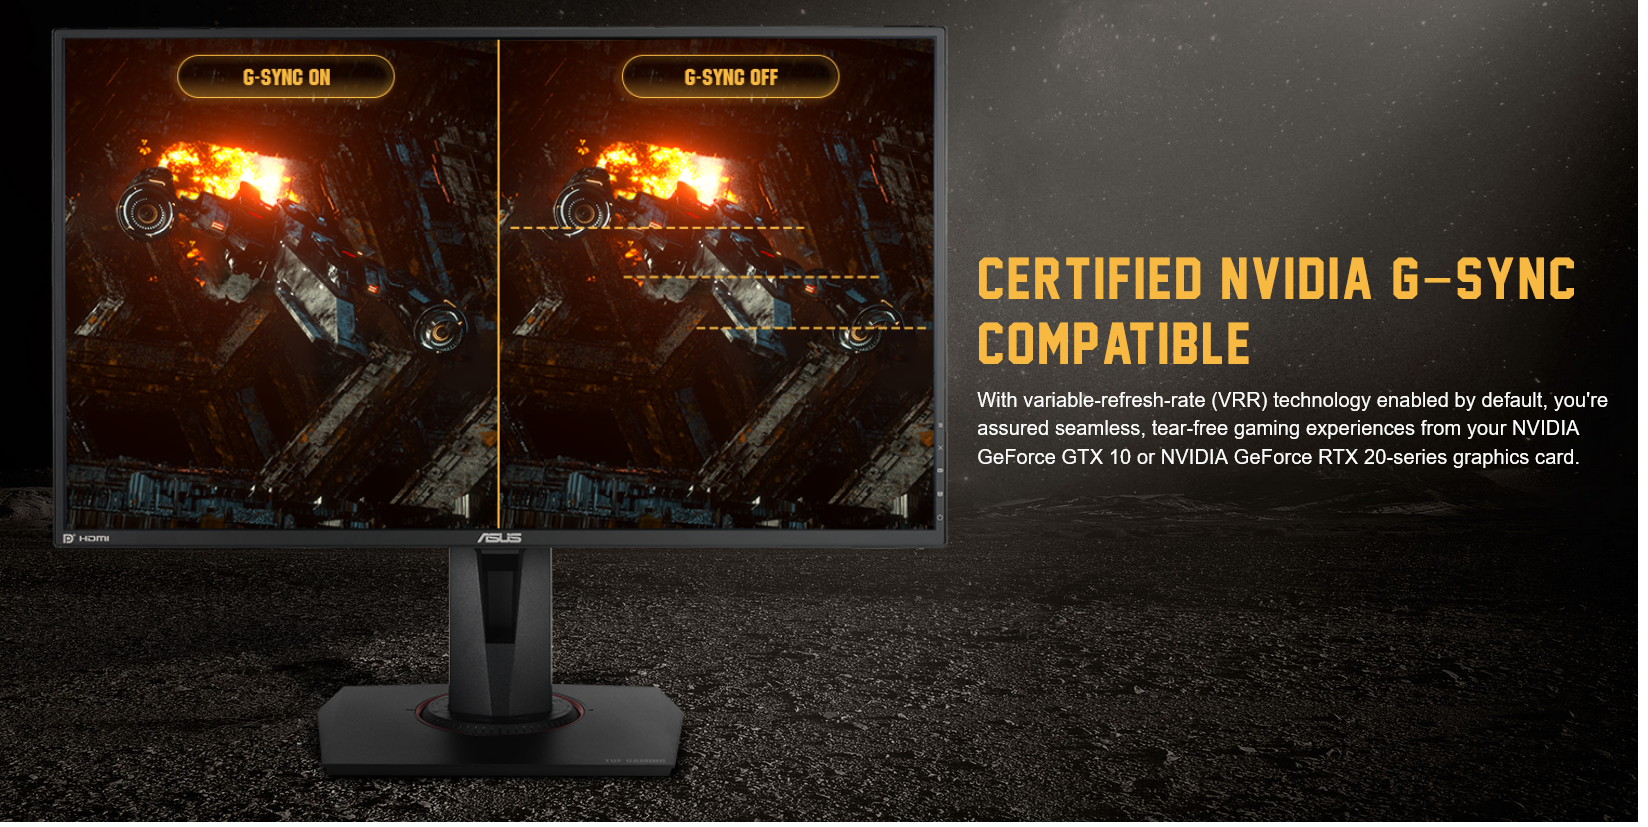 G-SYNC ON
G-SYNC OFF
CERTIFIED NVIDIA G-SYNC
COMPATIBLE
With variable-refresh-rate (VRR) technology enabled by default, you're
assured seamless, tear-free gaming experiences from your NVIDIA
GeForce GTX 10 or NVIDIA GeForce RTX 20-series graphics card.
HDMI
ASUS
TUF GAMING